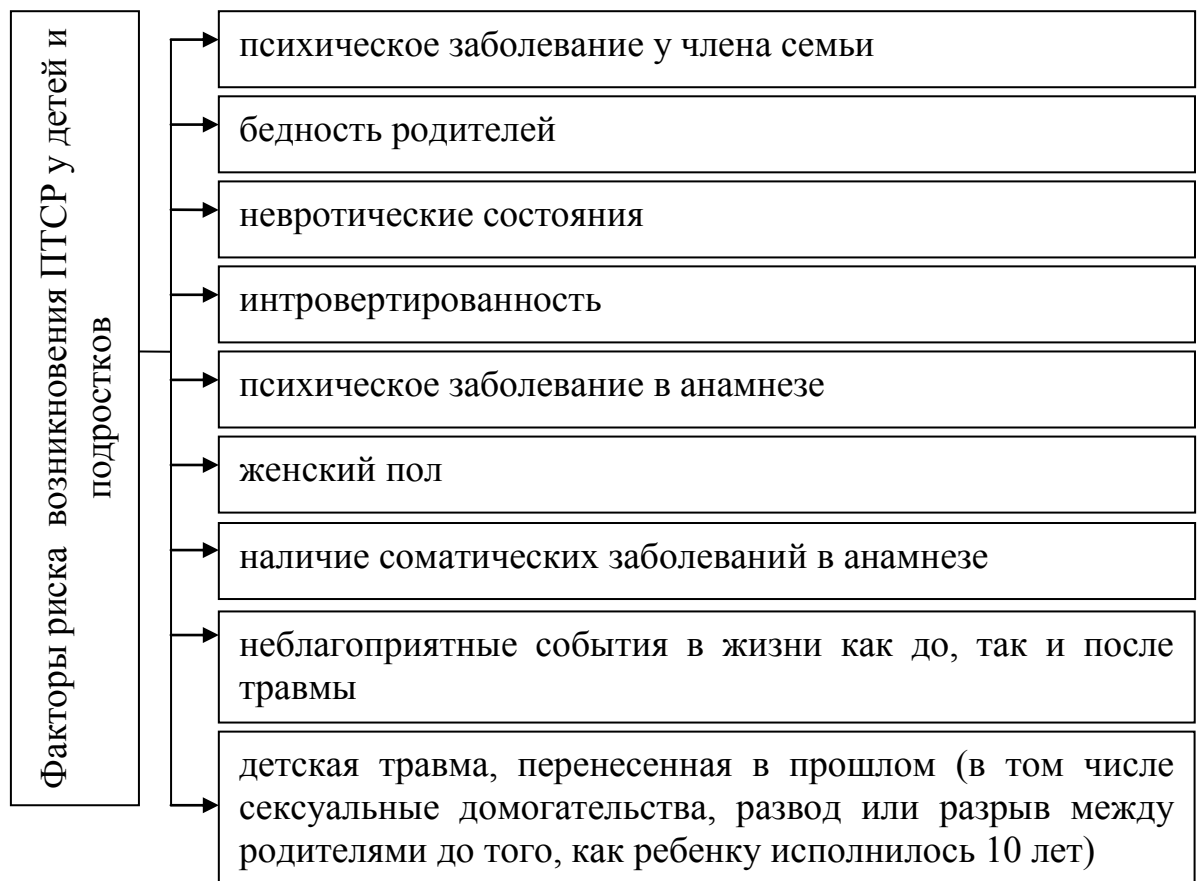 Факторы риска возникновения ПТСР у детей и
подростков
психическое заболевание у члена семьи
бедность родителей
невротические состояния
интровертированность
психическое заболевание в анамнезе
женский пол
наличие соматических заболеваний в анамнезе
неблагоприятные события в жизни как до, так и после
травмы
детская травма, перенесенная в прошлом (в том числе
сексуальные домогательства, развод или разрыв между
родителями до того, как ребенку исполнилось 10 лет)